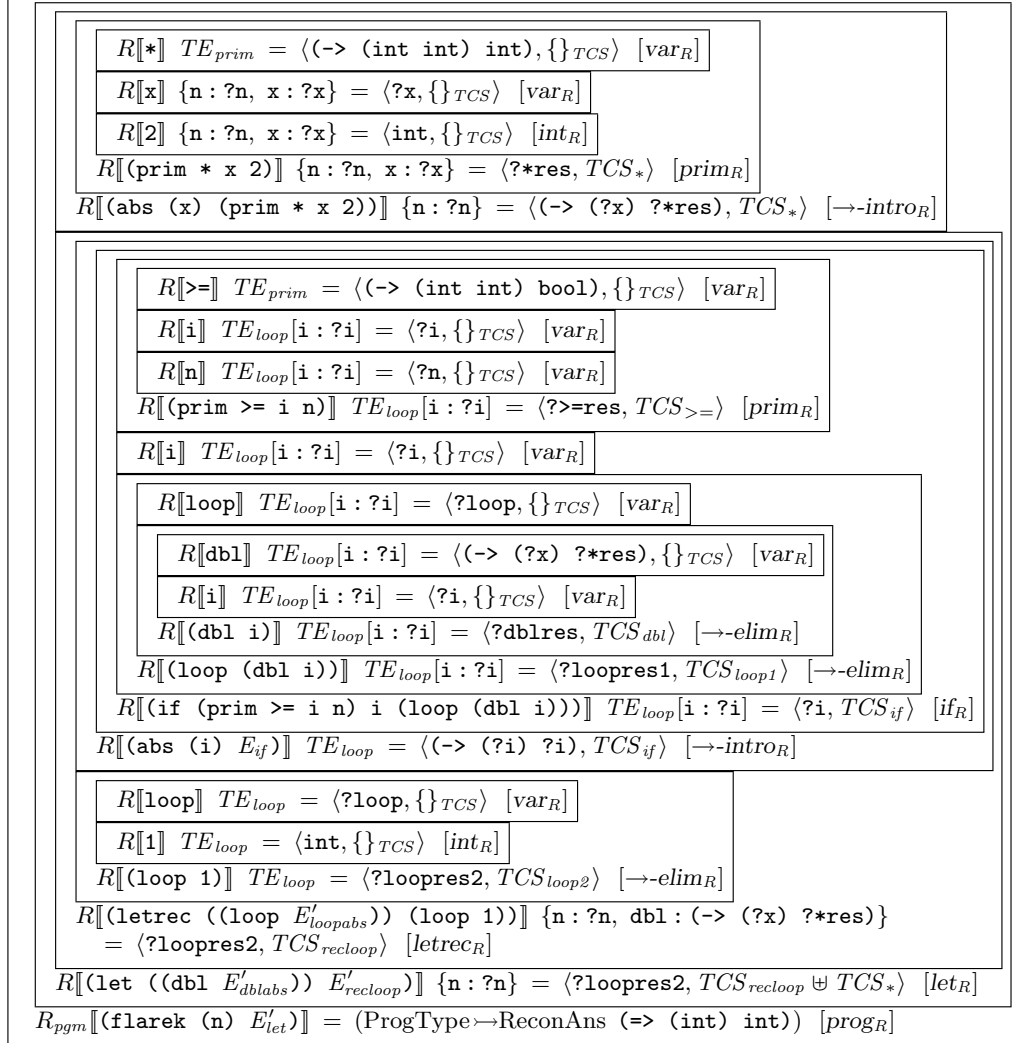 R⟦*⟧ TE_prim = ⟨(-> (int int) int), {}_TCS⟩ [var_R]
R⟦x⟧ {n : ?n, x : ?x} = ⟨?x, {}_TCS⟩ [var_R]
R⟦2⟧ {n : ?n, x : ?x} = ⟨int, {}_TCS⟩ [int_R]
R⟦(prim * x 2)⟧ {n : ?n, x : ?x} = ⟨?*res, TCS_*⟩ [prim_R]
R⟦(abs (x) (prim * x 2))⟧ {n : ?n} = ⟨(-> (?x) ?*res), TCS_*⟩ [→-intro_R]
R⟦>=⟧ TE_prim = ⟨(-> (int int) bool), {}_TCS⟩ [var_R]
R⟦i⟧ TE_loop[i : ?i] = ⟨?i, {}_TCS⟩ [var_R]
R⟦n⟧ TE_loop[i : ?i] = ⟨?n, {}_TCS⟩ [var_R]
R⟦(prim >= i n)⟧ TE_loop[i : ?i] = ⟨?>=res, TCS_>=⟩ [prim_R]
R⟦i⟧ TE_loop[i : ?i] = ⟨?i, {}_TCS⟩ [var_R]
R⟦loop⟧ TE_loop[i : ?i] = ⟨?loop, {}_TCS⟩ [var_R]
R⟦dbl⟧ TE_loop[i : ?i] = ⟨(-> (?x) ?*res), {}_TCS⟩ [var_R]
R⟦i⟧ TE_loop[i : ?i] = ⟨?i, {}_TCS⟩ [var_R]
R⟦(dbl i)⟧ TE_loop[i : ?i] = ⟨?dblres, TCS_dbl⟩ [→-elim_R]
R⟦(loop (dbl i))⟧ TE_loop[i : ?i] = ⟨?loopres1, TCS_loop1⟩ [→-elim_R]
R⟦(if (prim >= i n) i (loop (dbl i)))⟧ TE_loop[i : ?i] = ⟨?i, TCS_if⟩ [if_R]
R⟦(abs (i) E_if)⟧ TE_loop = ⟨(-> (?i) ?i), TCS_if⟩ [→-intro_R]
R⟦loop⟧ TE_loop = ⟨?loop, {}_TCS⟩ [var_R]
R⟦1⟧ TE_loop = ⟨int, {}_TCS⟩ [int_R]
R⟦(loop 1)⟧ TE_loop = ⟨?loopres2, TCS_loop2⟩ [→-elim_R]
R⟦(letrec ((loop E′_loopabs)) (loop 1))⟧ {n : ?n, dbl : (-> (?x) ?*res)}
= ⟨?loopres2, TCS_recloop⟩ [letrec_R]
R⟦(let ((dbl E′_dblabs)) E′_recloop)⟧ {n : ?n} = ⟨?loopres2, TCS_recloop ⊎ TCS_*⟩ [let_R]
R_pgm⟦(flarek (n) E′_let)⟧ = (ProgType↣ReconAns (=> (int) int)) [prog_R]